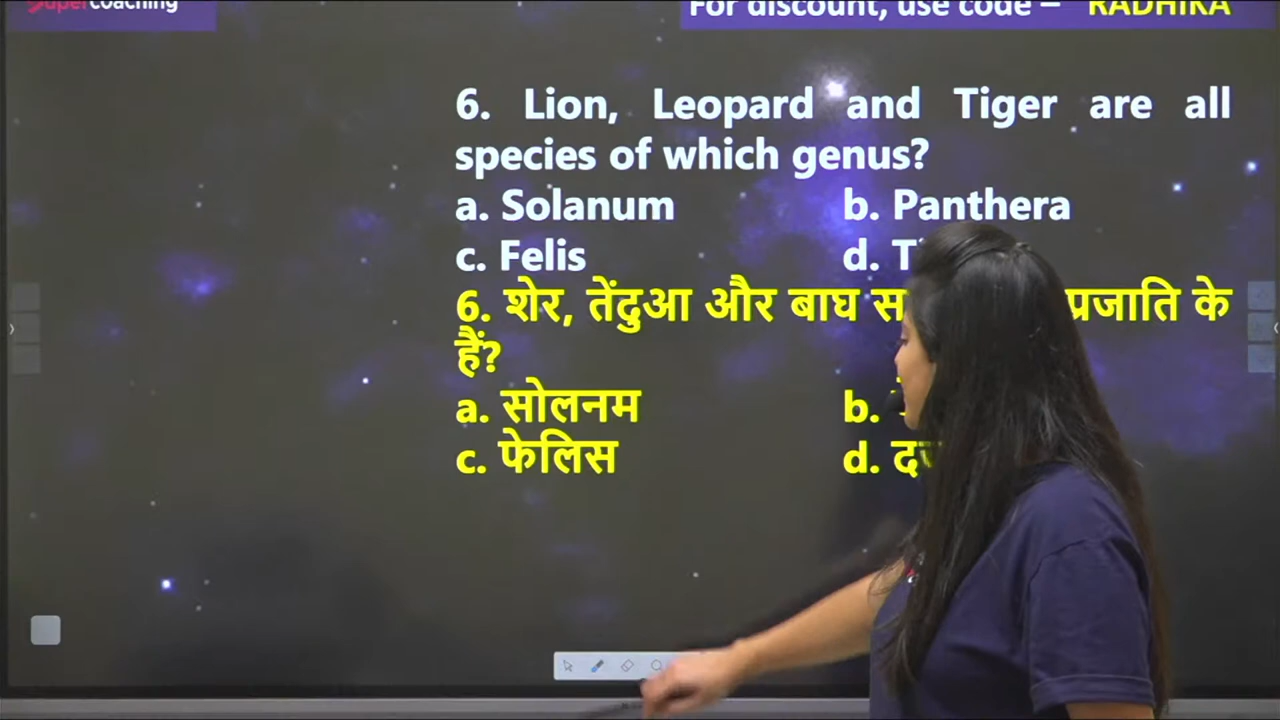 Supercoaching
For discount, use code – RADHIKA
6. Lion, Leopard and Tiger are all
species of which genus?
a. Solanum b. Panthera
c. Felis d.
6. शेर, तेंदुआ और बाघ प्रजाति के
हैं?
a. सोलनम b.
c. फेलिस d.